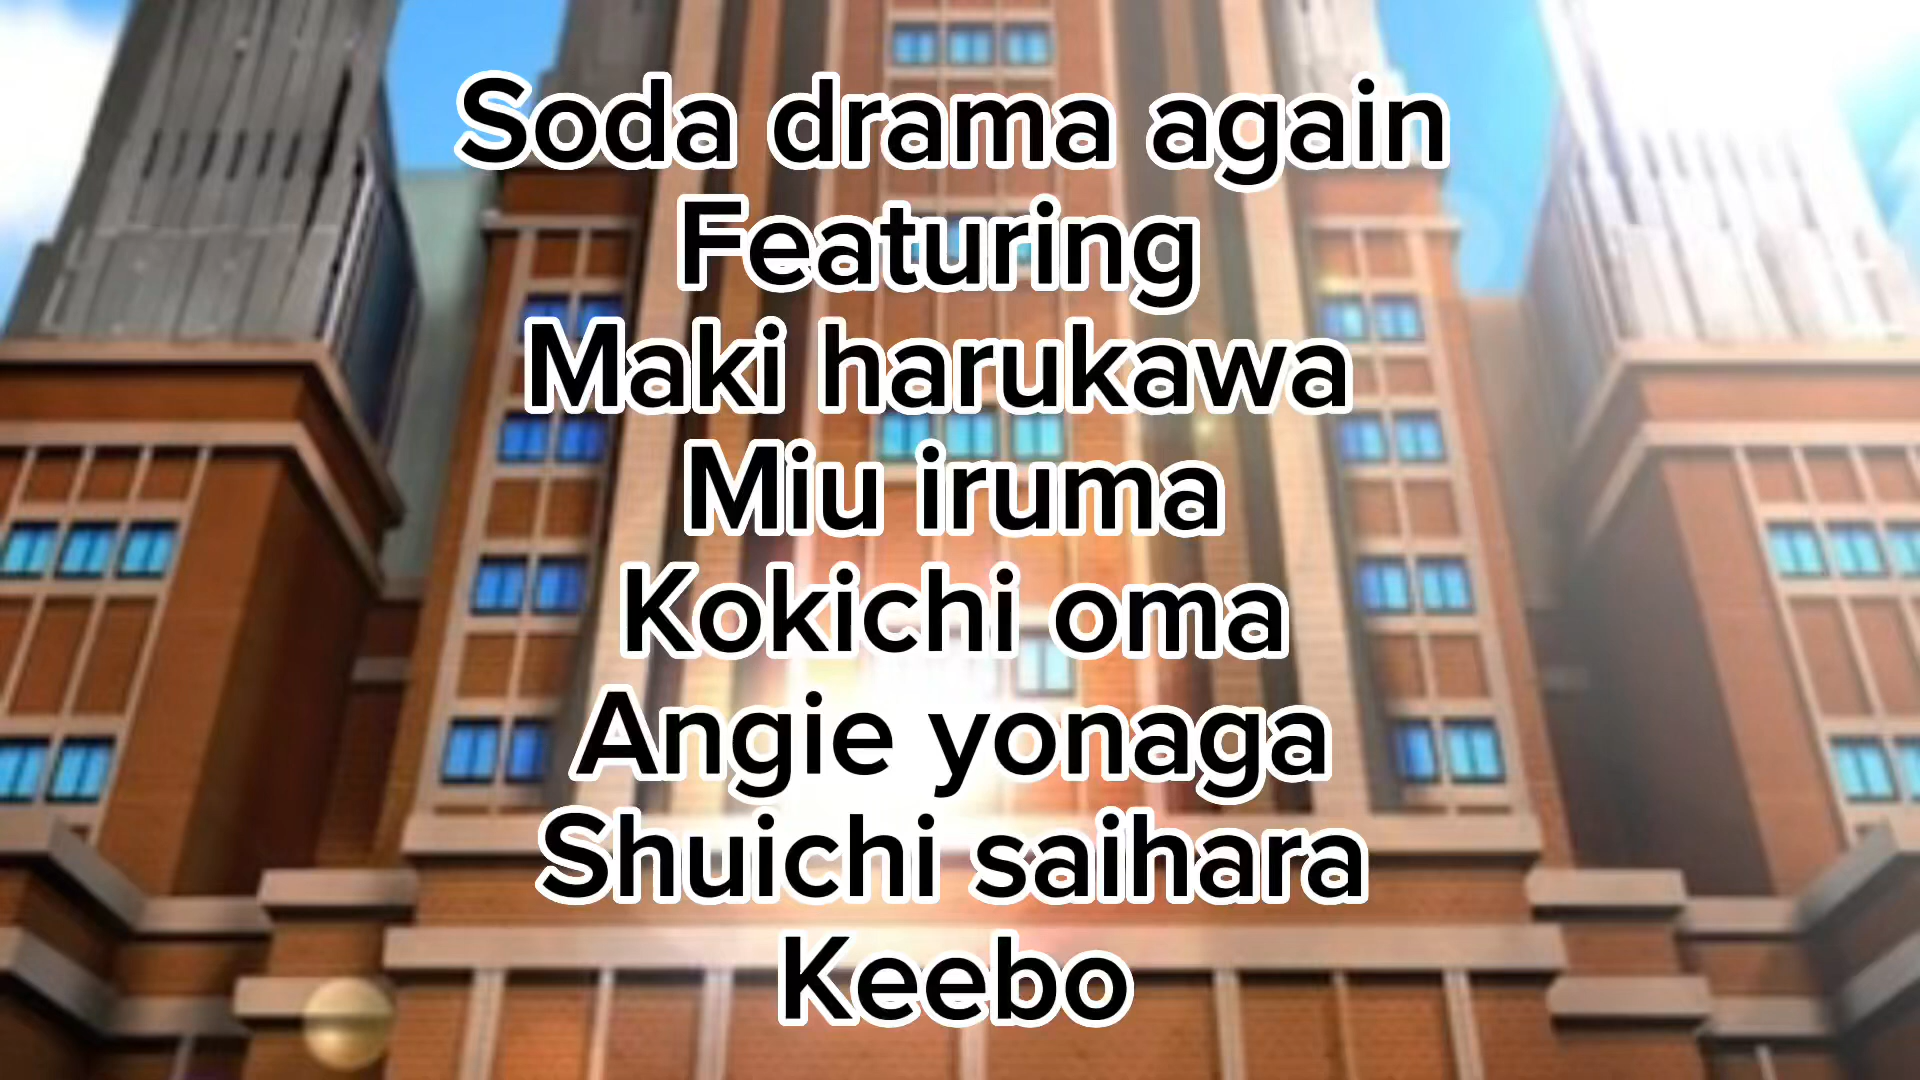 Soda drama again
Featuring
Maki harukawa
Miu iruma
Kokichi oma
Angie yonaga
Shuichi saihara
Keebo